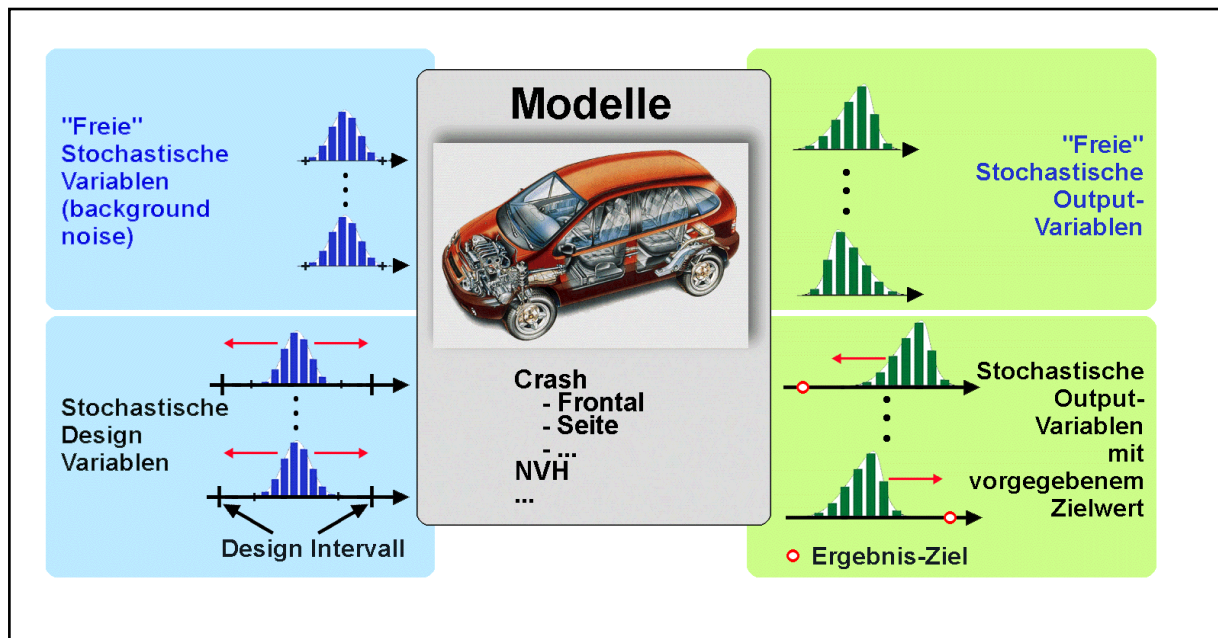 "Freie"
Stochastische
Variablen
(background
noise)
Stochastische
Design
Variablen
Design Intervall
Modelle
Crash
- Frontal
- Seite
- ...
NVH
...
"Freie"
Stochastische
Output-
Variablen
Stochastische
Output-
Variablen
mit
vorgegebenem
Zielwert
Ergebnis-Ziel